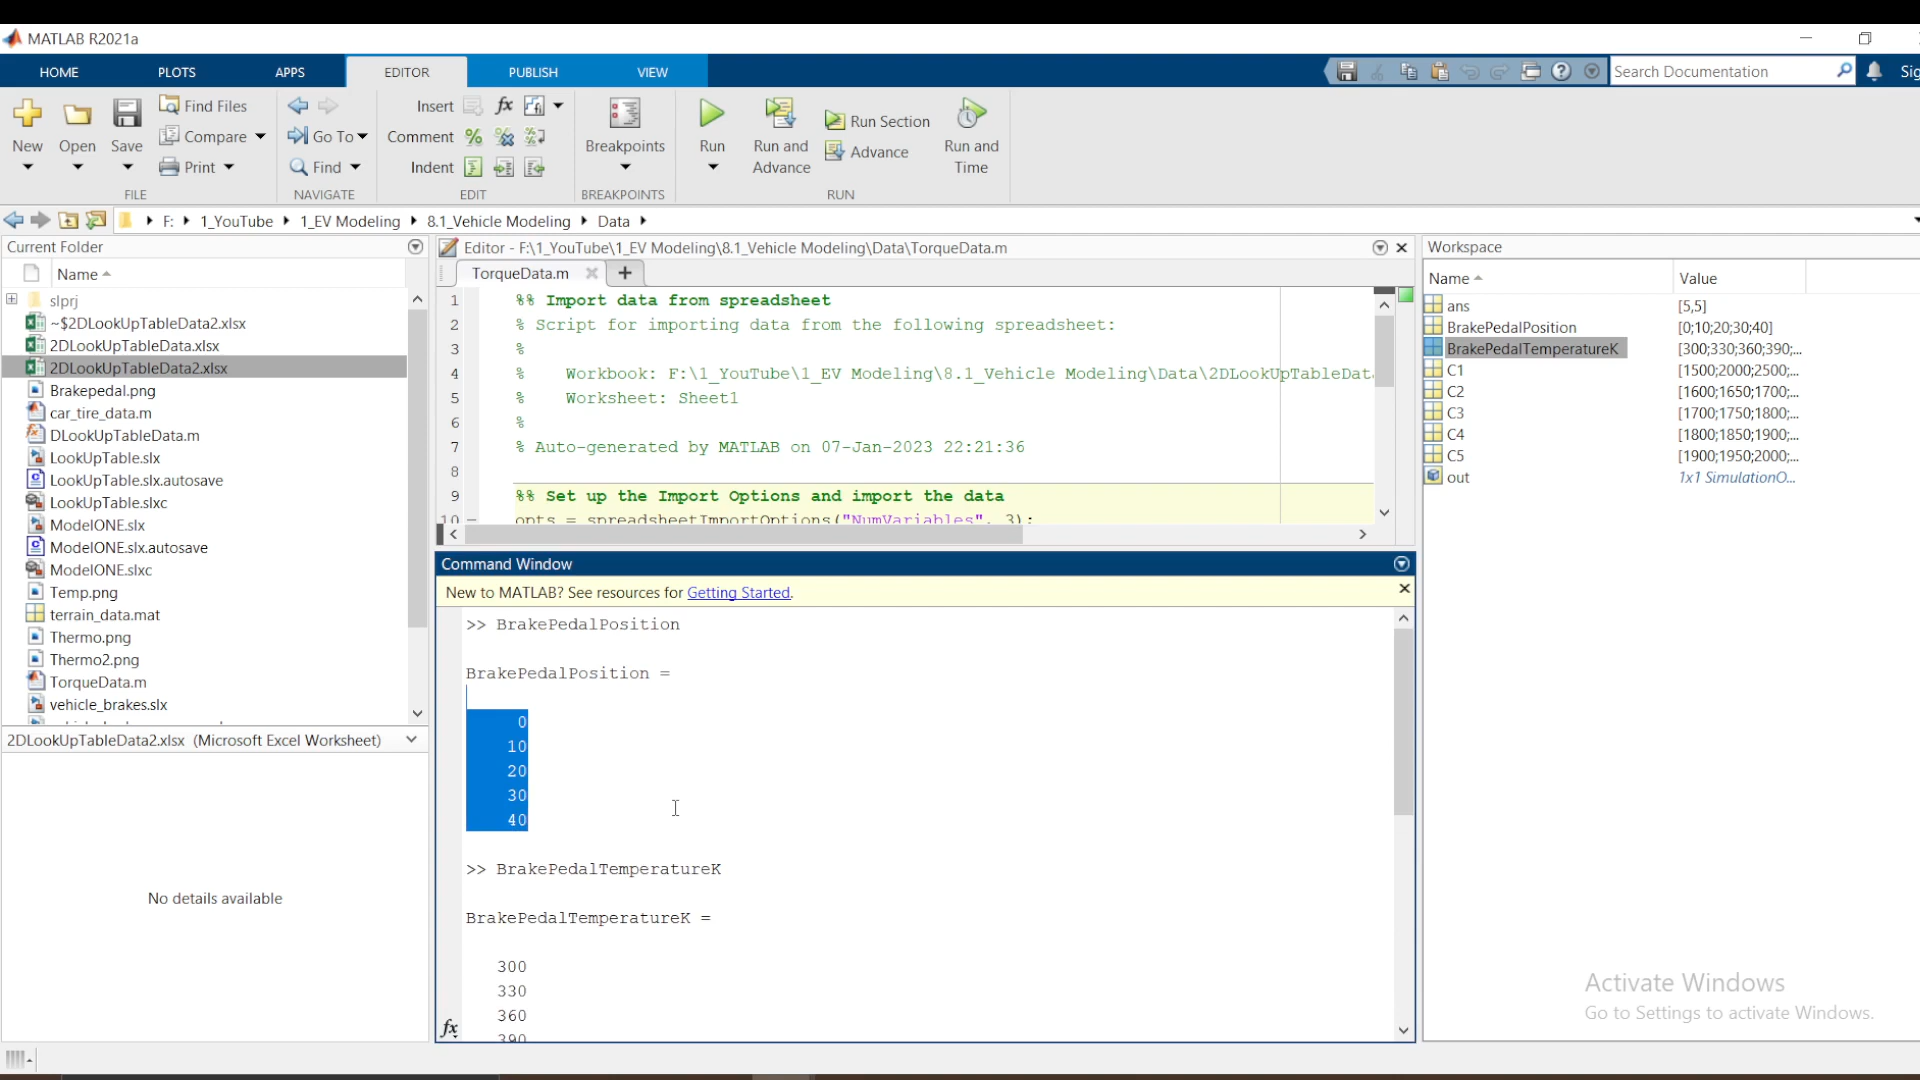 MATLAB R2021a
HOME PLOTS APPS EDITOR PUBLISH VIEW
Search Documentation
New
Open
Save
Find Files
Compare
Print
FILE
Go To
Find
NAVIGATE
Insert
Comment
Indent
EDIT
Breakpoints
BREAKPOINTS
Run
Run and
Advance
Run Section
Advance
Run and
Time
RUN
F: 1_YouTube 1_EV Modeling 8.1_Vehicle Modeling Data
Current Folder
Name
slprj
~$2DLookUpTableData2.xlsx
2DLookUpTableData.xlsx
2DLookUpTableData2.xlsx
Brakepedal.png
car_tire_data.m
DLookUpTableData.m
LookUpTable.slx
LookUpTable.slx.autosave
LookUpTable.slxc
ModelONE.slx
ModelONE.slx.autosave
ModelONE.slxc
Temp.png
terrain_data.mat
Thermo.png
Thermo2.png
TorqueData.m
vehicle_brakes.slx
2DLookUpTableData2.xlsx (Microsoft Excel Worksheet)
No details available
Editor - F:\1_YouTube\1_EV Modeling\8.1_Vehicle Modeling\Data\TorqueData.m
TorqueData.m
1 %% Import data from spreadsheet
2 % Script for importing data from the following spreadsheet:
3 %
4 % Workbook: F:\1_YouTube\1_EV Modeling\8.1_Vehicle Modeling\Data\2DLookUpTableDat
5 % Worksheet: Sheet1
6 %
7 % Auto-generated by MATLAB on 07-Jan-2023 22:21:36
8
9 %% Set up the Import Options and import the data
10 opts = spreadsheetImportOptions("NumVariables", 3);
Command Window
New to MATLAB? See resources for Getting Started.
>> BrakePedalPosition
BrakePedalPosition =
0
10
20
30
40
>> BrakePedalTemperatureK
BrakePedalTemperatureK =
300
330
360
390
fx
Workspace
Name Value
ans [5,5]
BrakePedalPosition [0;10;20;30;40]
BrakePedalTemperatureK [300;330;360;390;...
C1 [1500;2000;2500;...
C2 [1600;1650;1700;...
C3 [1700;1750;1800;...
C4 [1800;1850;1900;...
C5 [1900;1950;2000;...
out 1x1 SimulationO...
Activate Windows
Go to Settings to activate Windows.